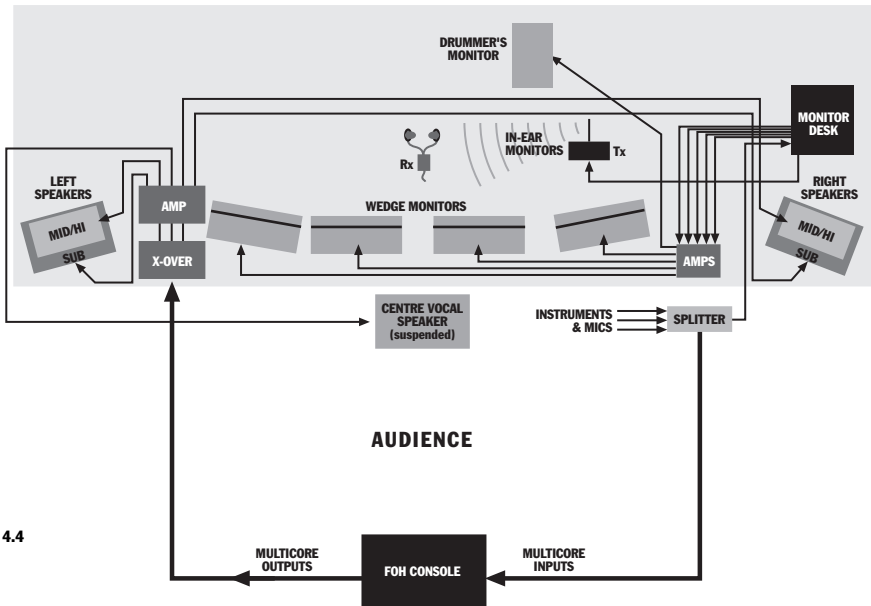 DRUMMER'S
MONITOR
MONITOR
DESK
IN-EAR
MONITORS
Tx
Rx
LEFT
SPEAKERS
RIGHT
SPEAKERS
AMP
WEDGE MONITORS
MID/HI
MID/HI
SUB
X-OVER
AMPS
SUB
CENTRE VOCAL
SPEAKER
(suspended)
INSTRUMENTS
& MICS
SPLITTER
AUDIENCE
4.4
MULTICORE
OUTPUTS
FOH CONSOLE
MULTICORE
INPUTS